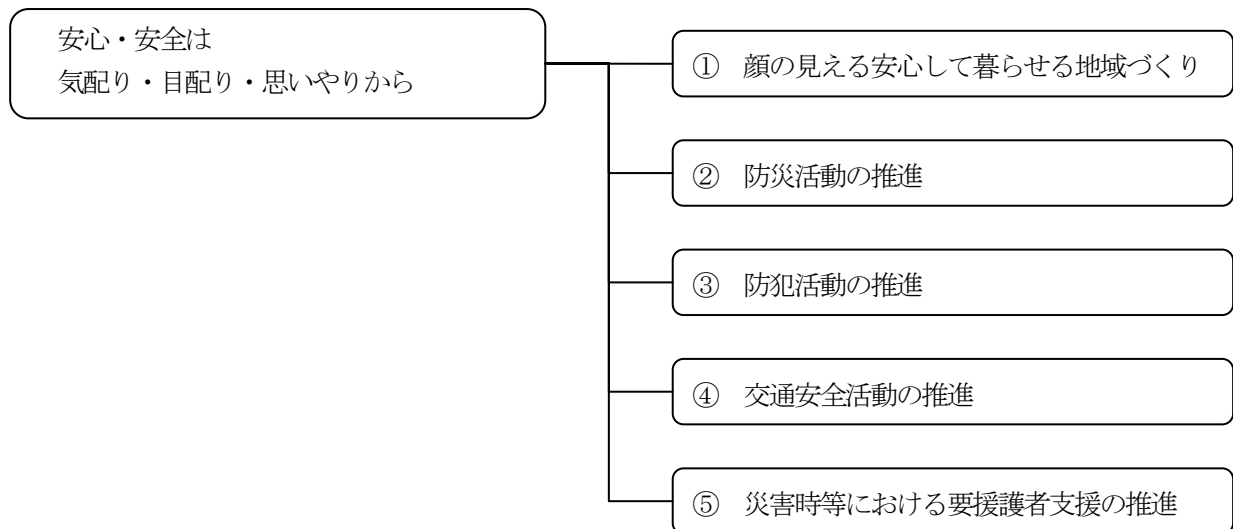 安心・安全は
気配り・目配り・思いやりから
① 顔の見える安心して暮らせる地域づくり
② 防災活動の推進
③ 防犯活動の推進
④ 交通安全活動の推進
⑤ 災害時等における要援護者支援の推進